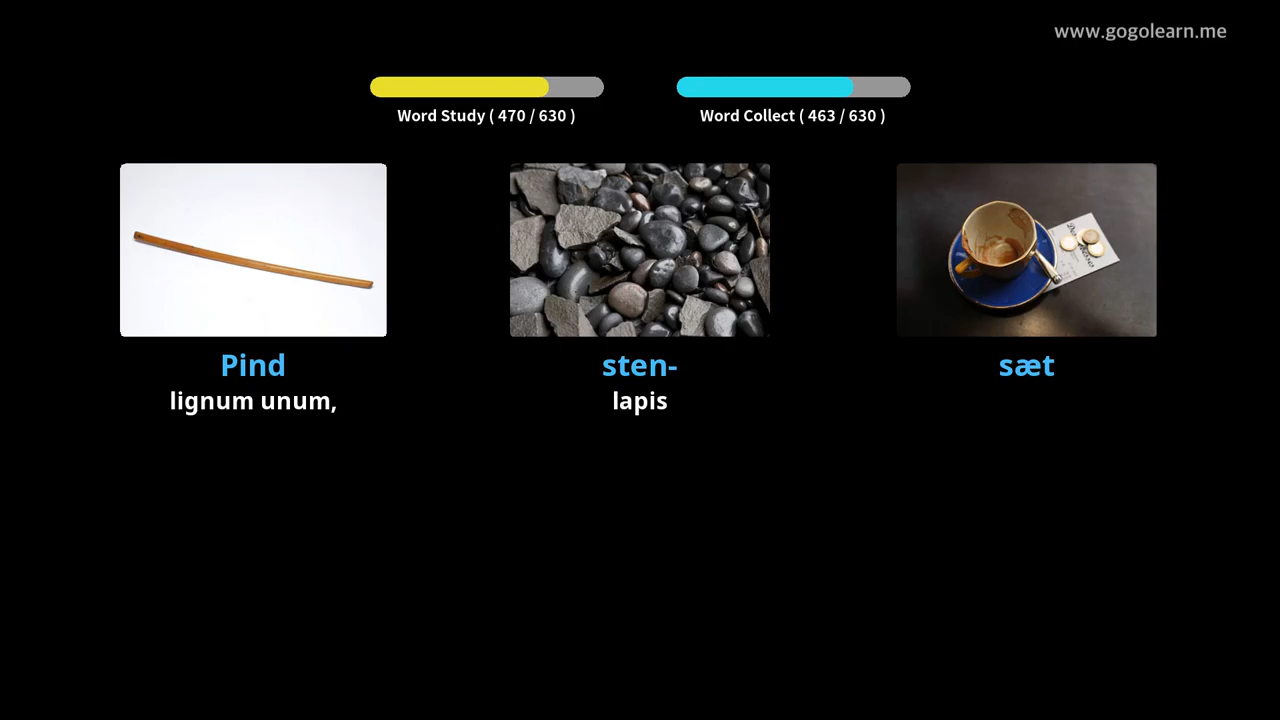 www.gogolearn.me
Word Study ( 470 / 630 )
Word Collect ( 463 / 630 )
Pind
lignum unum,
sten-
lapis
sæt